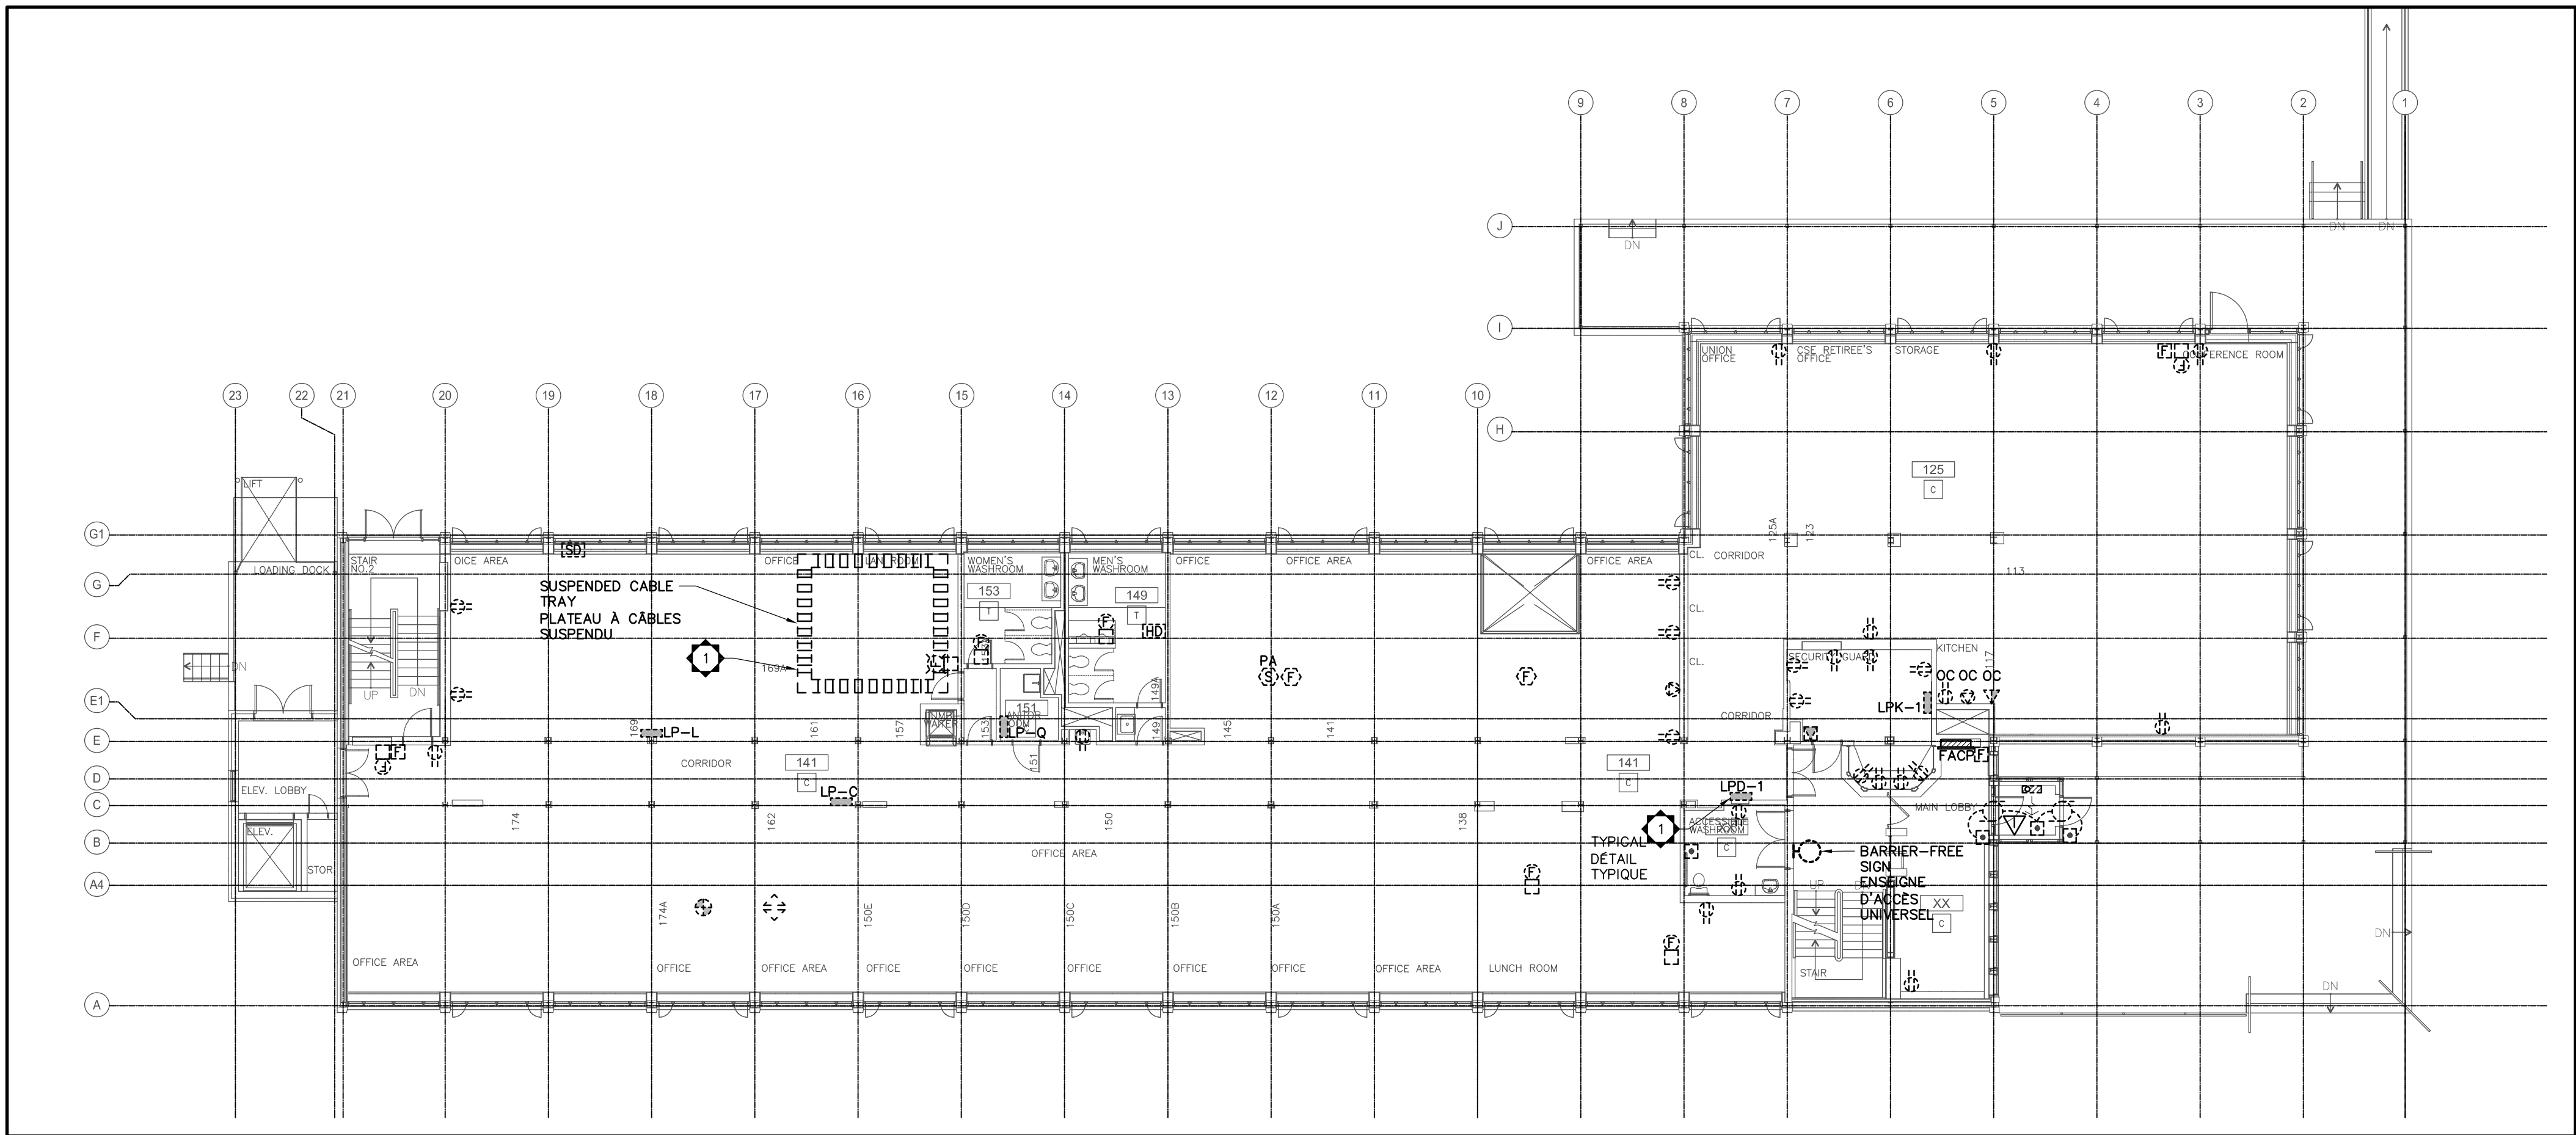 9
8
7
6
5
4
3
2
1
J
DN
DN
DN
I
UNION
OFFICE
CSE RETIREE'S
OFFICE
STORAGE
F
F
23
22
21
20
19
18
17
16
15
14
13
12
11
10
H
125
C
LIFT
G1
125A
123
STAIR
NO.2
SD
OFFICE
LAN ROOM
WOMEN'S
WASHROOM
MEN'S
WASHROOM
OFFICE
OFFICE AREA
OFFICE AREA
CL.
CORRIDOR
LOADING DOCK
G
113
SUSPENDED CABLE
TRAY
PLATEAU À CÂBLES
SUSPENDU
153
T
149
T
CL.
F
HD
F
KITCHEN
SECURITY GUARD
1
169A
PA
S
F
F
CL.
117
DN
UP
DN
OC
OC
OC
149A
E1
151
LPK-1
CORRIDOR
169
LP-L
161
157
153
LP-Q
149
145
141
E
F
F
151
FACP
F
CORRIDOR
141
C
141
C
D
ELEV. LOBBY
LP-C
LPD-1
C
MAIN LOBBY
174
162
150
138
ACCESSIBLE
WASHROOM
C
ELEV.
1
B
TYPICAL
DÉTAIL
TYPIQUE
OFFICE AREA
BARRIER-FREE
SIGN
ENSEIGNE
D'ACCÈS
UNIVERSEL
STOR.
F
A4
UP
XX
C
174A
150E
150D
150C
150B
150A
DN
F
OFFICE AREA
OFFICE
OFFICE AREA
OFFICE
OFFICE
OFFICE
OFFICE
OFFICE
OFFICE AREA
LUNCH ROOM
STAIR
DN
A